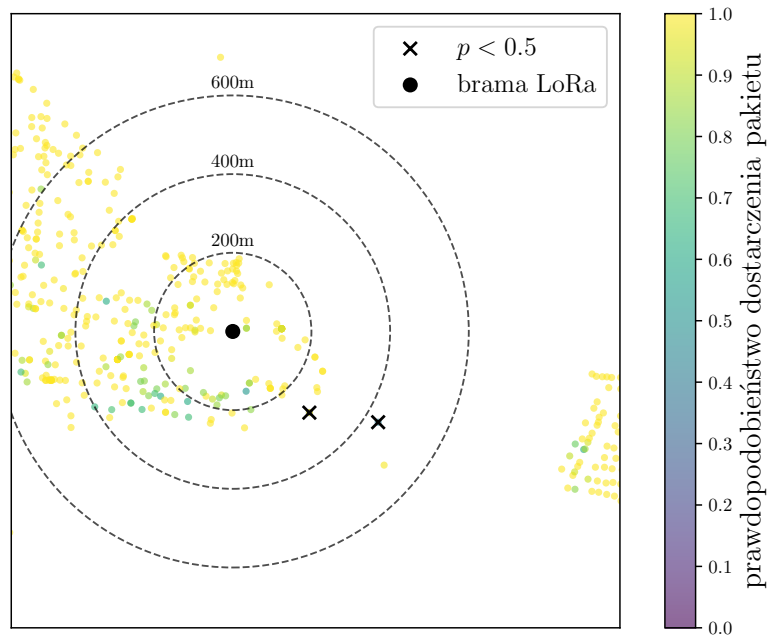 p < 0.5
brama LoRa
600m
400m
200m
1.0
0.9
0.8
0.7
0.6
0.5
0.4
0.3
0.2
0.1
0.0
prawdopodobieństwo dostarczenia pakietu